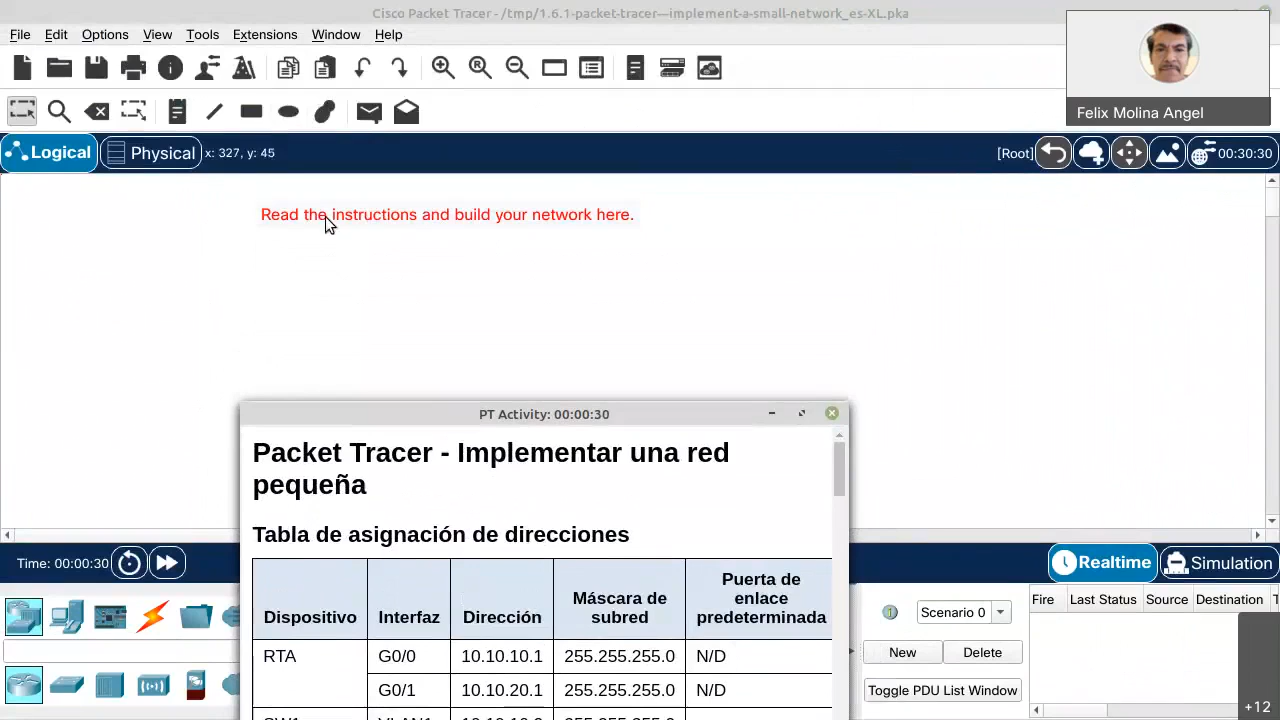 Cisco Packet Tracer - /tmp/1.6.1-packet-tracer---implement-a-small-network_es-XL.pka
File Edit Options View Tools Extensions Window Help
Felix Molina Angel
Logical Physical x: 327, y: 45 [Root] 00:30:30
Read the instructions and build your network here.
PT Activity: 00:00:30
Packet Tracer - Implementar una red
pequeña
Tabla de asignación de direcciones
Dispositivo Interfaz Dirección Máscara de subred Puerta de enlace predeterminada
RTA G0/0 10.10.10.1 255.255.255.0 N/D
G0/1 10.10.20.1 255.255.255.0 N/D
Time: 00:00:30 Realtime Simulation
Scenario 0
New Delete
Toggle PDU List Window
Fire Last Status Source Destination
+12